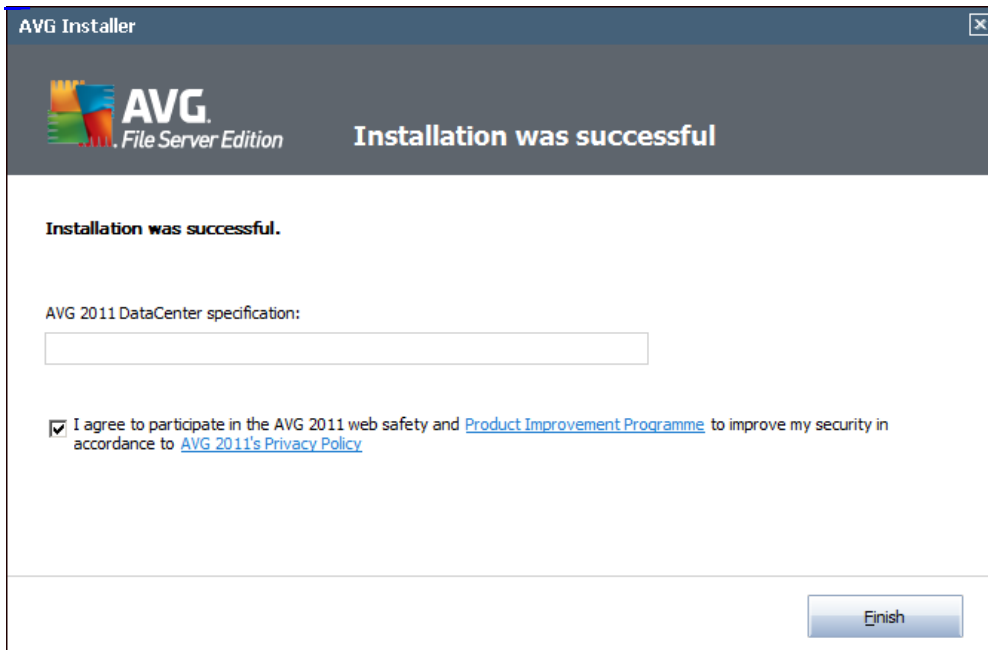 AVG Installer
AVG.
File Server Edition
Installation was successful
Installation was successful.
AVG 2011 DataCenter specification:
I agree to participate in the AVG 2011 web safety and Product Improvement Programme to improve my security in
accordance to AVG 2011's Privacy Policy
Finish